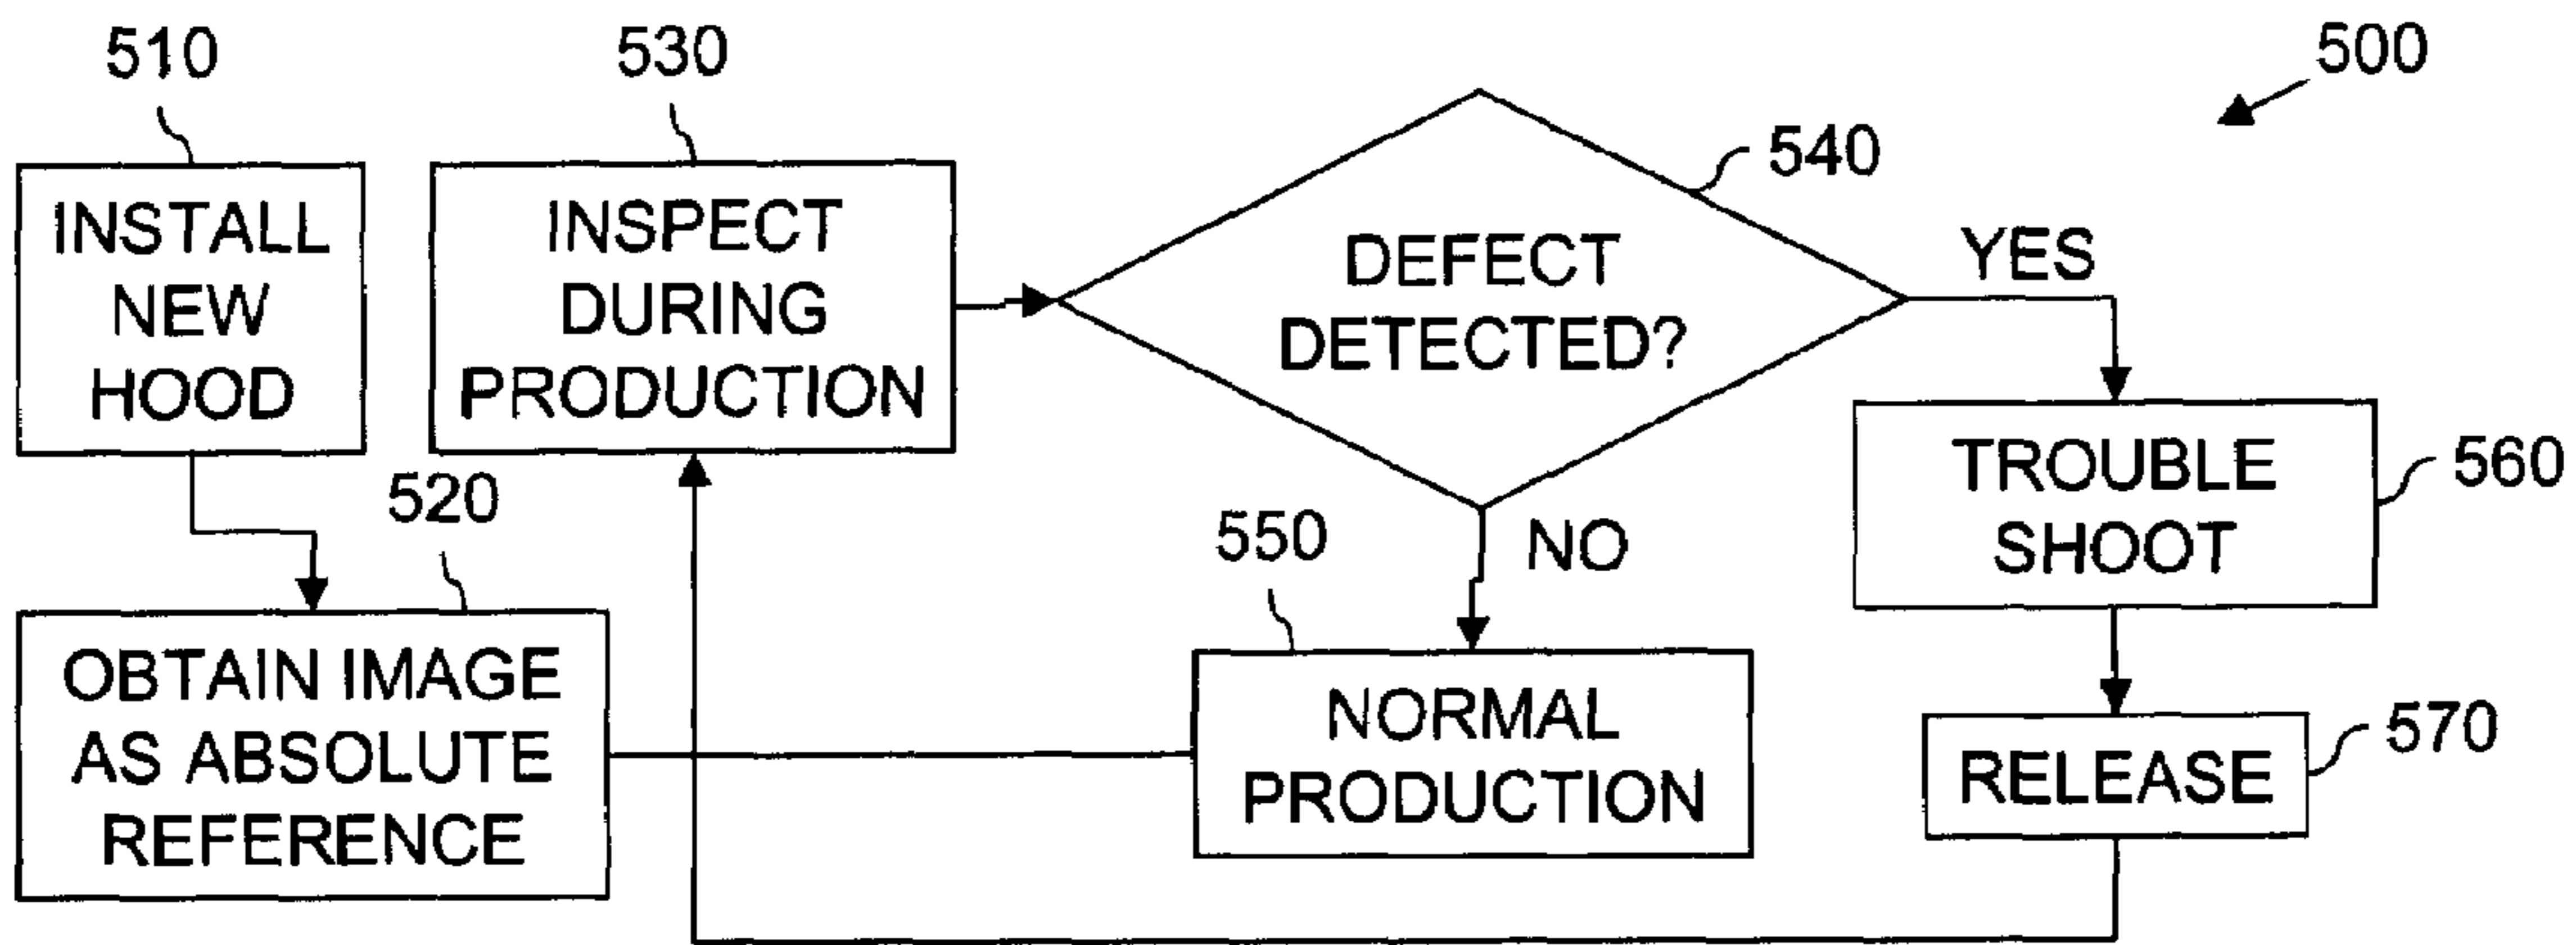 500
510
INSTALL
NEW
HOOD
520
OBTAIN IMAGE
AS ABSOLUTE
REFERENCE
530
INSPECT
DURING
PRODUCTION
540
DEFECT
DETECTED?
YES
NO
550
NORMAL
PRODUCTION
560
TROUBLE
SHOOT
570
RELEASE